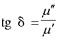 tg δ = μ″/μ′